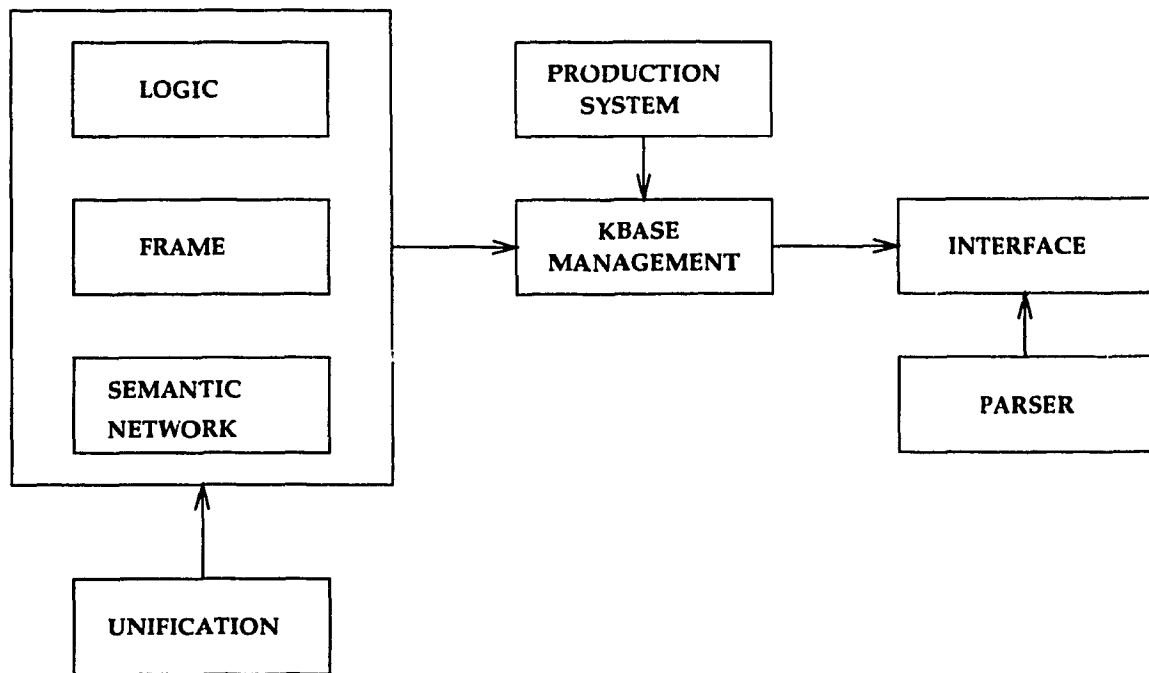 LOGIC
PRODUCTION
SYSTEM
FRAME
KBASE
MANAGEMENT
INTERFACE
SEMANTIC
NETWORK
PARSER
UNIFICATION